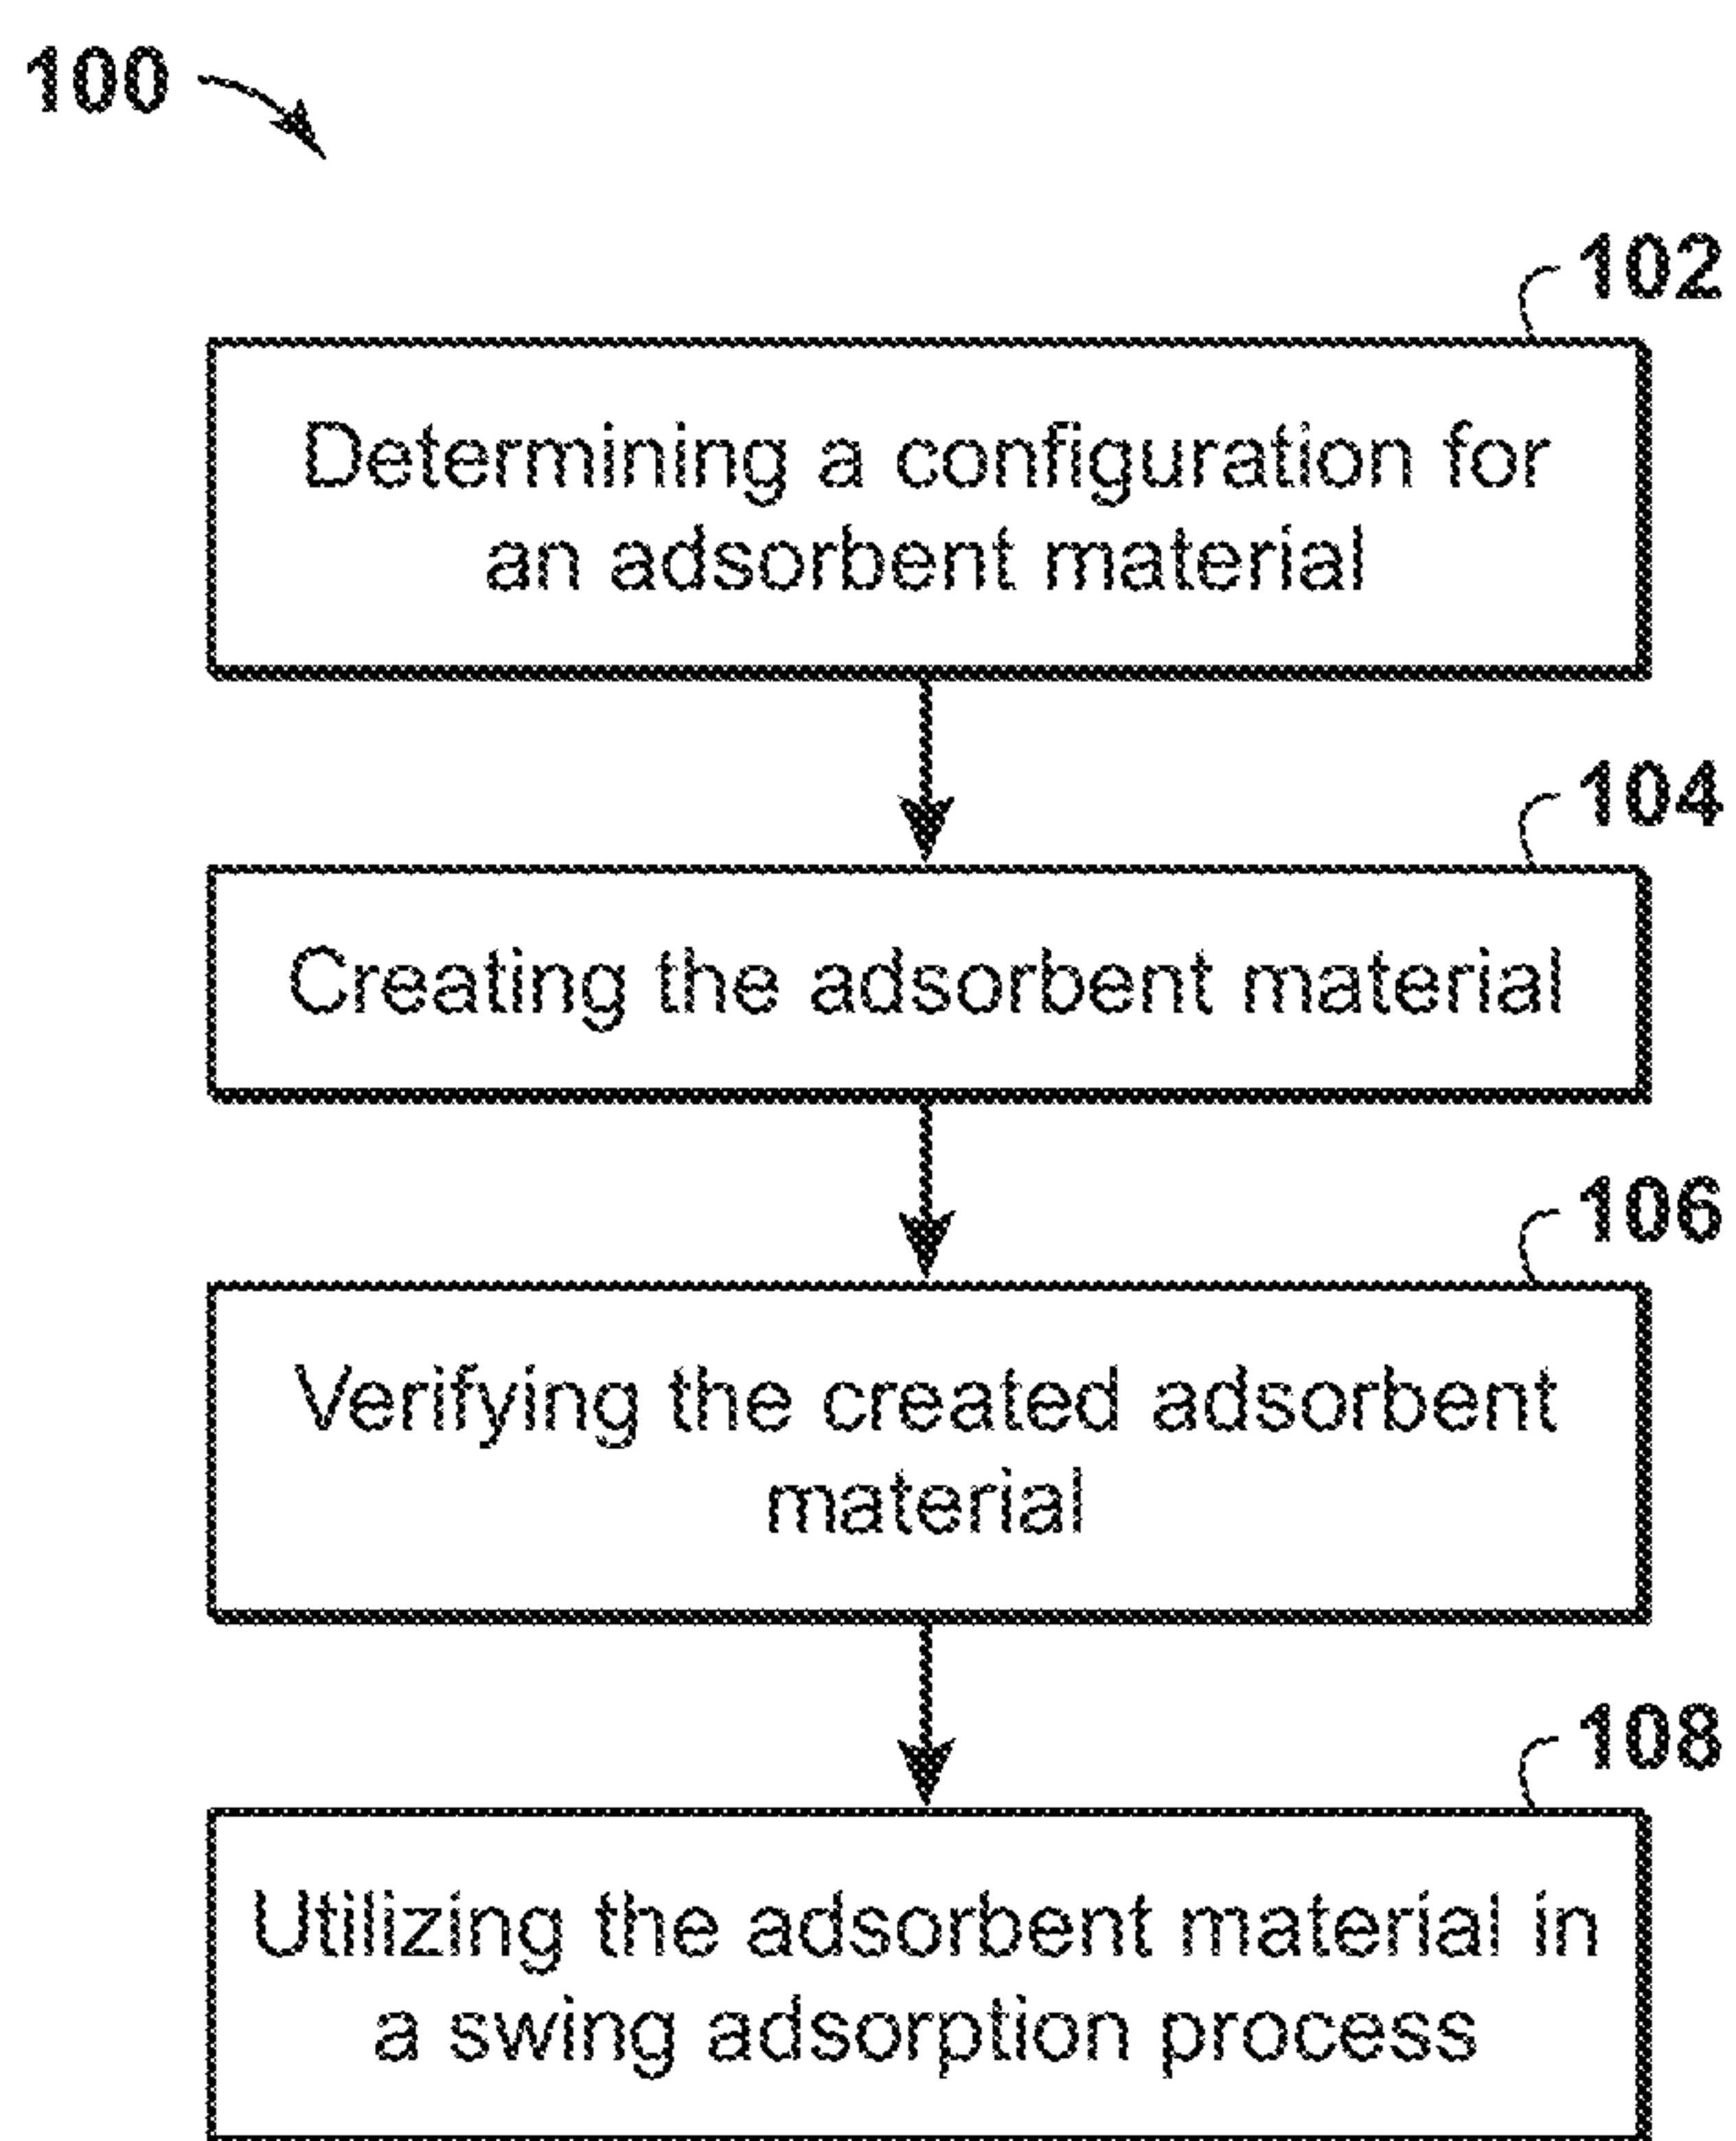 100
102
Determining a configuration for
an adsorbent material
104
Creating the adsorbent material
106
Verifying the created adsorbent
material
108
Utilizing the adsorbent material in
a swing adsorption process